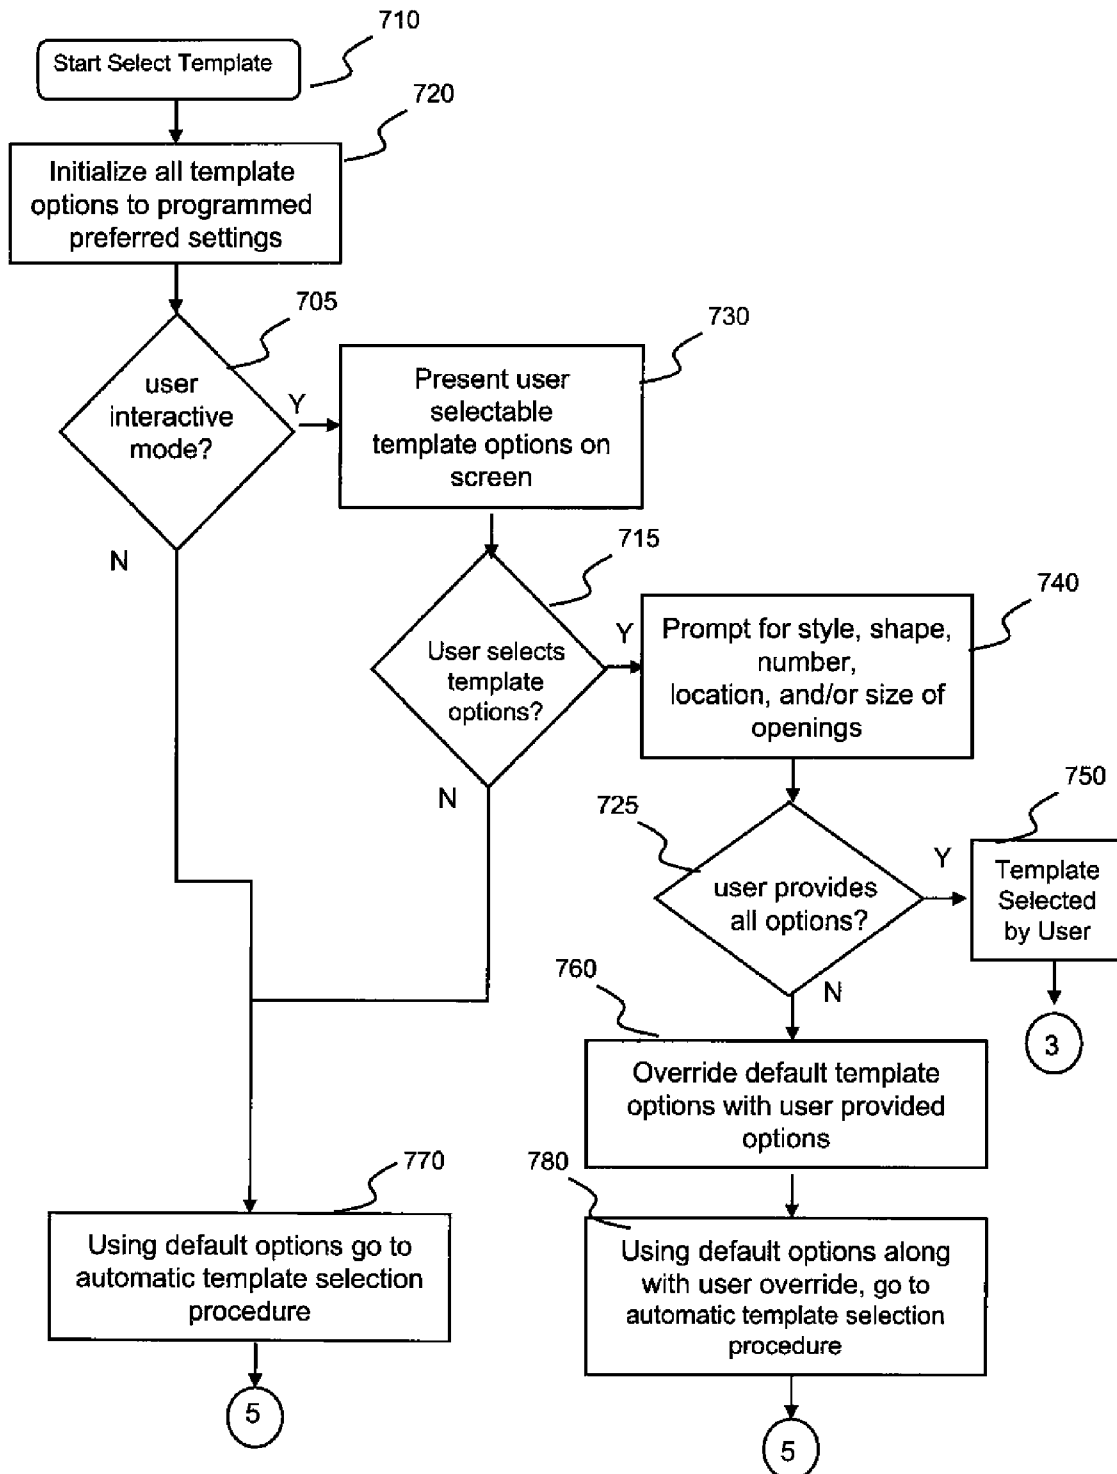 710
Start Select Template
720
Initialize all template
options to programmed
preferred settings
705
user
interactive
mode?
Y
N
730
Present user
selectable
template options on
screen
715
User selects
template
options?
Y
N
740
Prompt for style, shape,
number,
location, and/or size of
openings
725
user provides
all options?
Y
N
750
Template
Selected
by User
3
760
Override default template
options with user provided
options
770
Using default options go to
automatic template selection
procedure
5
780
Using default options along
with user override, go to
automatic template selection
procedure
5